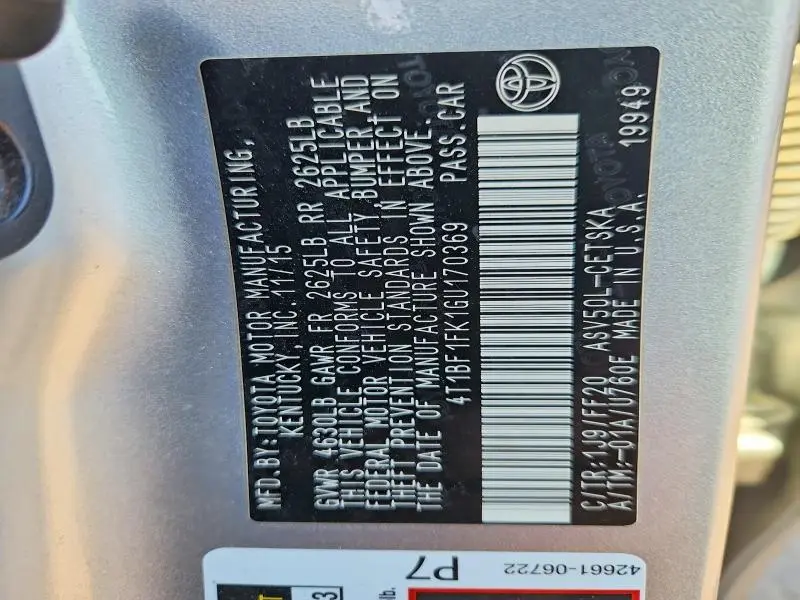 MFD.BY:TOYOTA MOTOR MANUFACTURING,
KENTUCKY, INC. 11/15
GVWR 4630LB GAWR FR 2625LB RR 2625LB
THIS VEHICLE CONFORMS TO ALL APPLICABLE
FEDERAL MOTOR VEHICLE SAFETY, BUMPER, AND
THEFT PREVENTION STANDARDS IN EFFECT ON
THE DATE OF MANUFACTURE SHOWN ABOVE.
4T1BF1FK1GU170369 PASS.CAR
C/TR:1J9/FF20 ASV50L-CETSKA
A/TM:-01A/U760E MADE IN U.S.A. 19949
P7
42661-06722
lb.